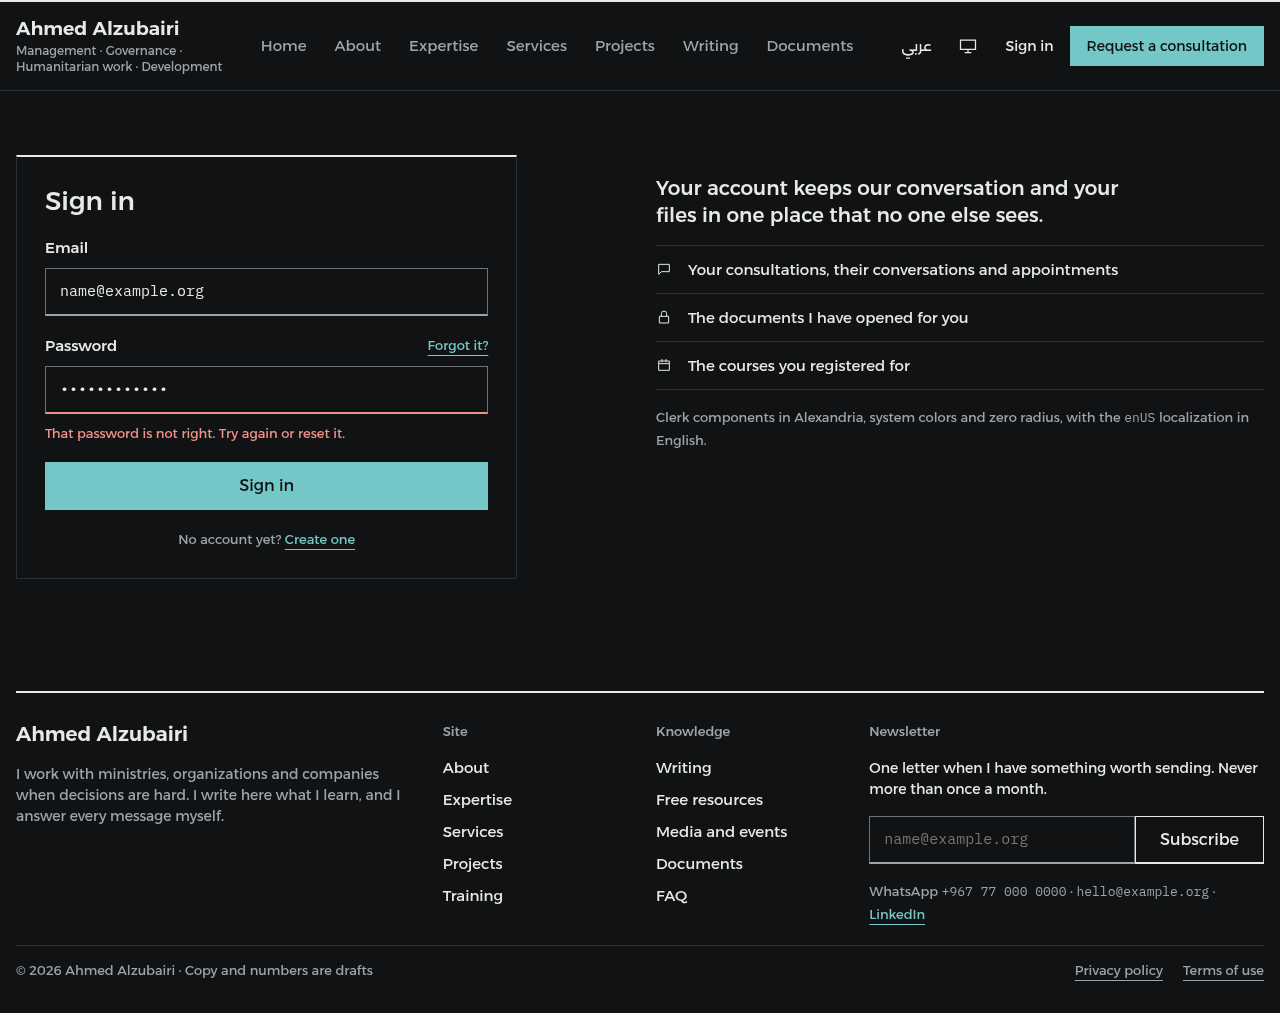 Ahmed Alzubairi
Management · Governance ·
Humanitarian work · Development
Home
About
Expertise
Services
Projects
Writing
Documents
عربي
Sign in
Request a consultation
Sign in
Email
name@example.org
Password
Forgot it?
••••••••••••
That password is not right. Try again or reset it.
Sign in
No account yet? Create one
Your account keeps our conversation and your
files in one place that no one else sees.
Your consultations, their conversations and appointments
The documents I have opened for you
The courses you registered for
Clerk components in Alexandria, system colors and zero radius, with the enUS localization in
English.
Ahmed Alzubairi
I work with ministries, organizations and companies
when decisions are hard. I write here what I learn, and I
answer every message myself.
Site
About
Expertise
Services
Projects
Training
Knowledge
Writing
Free resources
Media and events
Documents
FAQ
Newsletter
One letter when I have something worth sending. Never
more than once a month.
name@example.org
Subscribe
WhatsApp +967 77 000 0000 · hello@example.org ·
LinkedIn
© 2026 Ahmed Alzubairi · Copy and numbers are drafts
Privacy policy
Terms of use